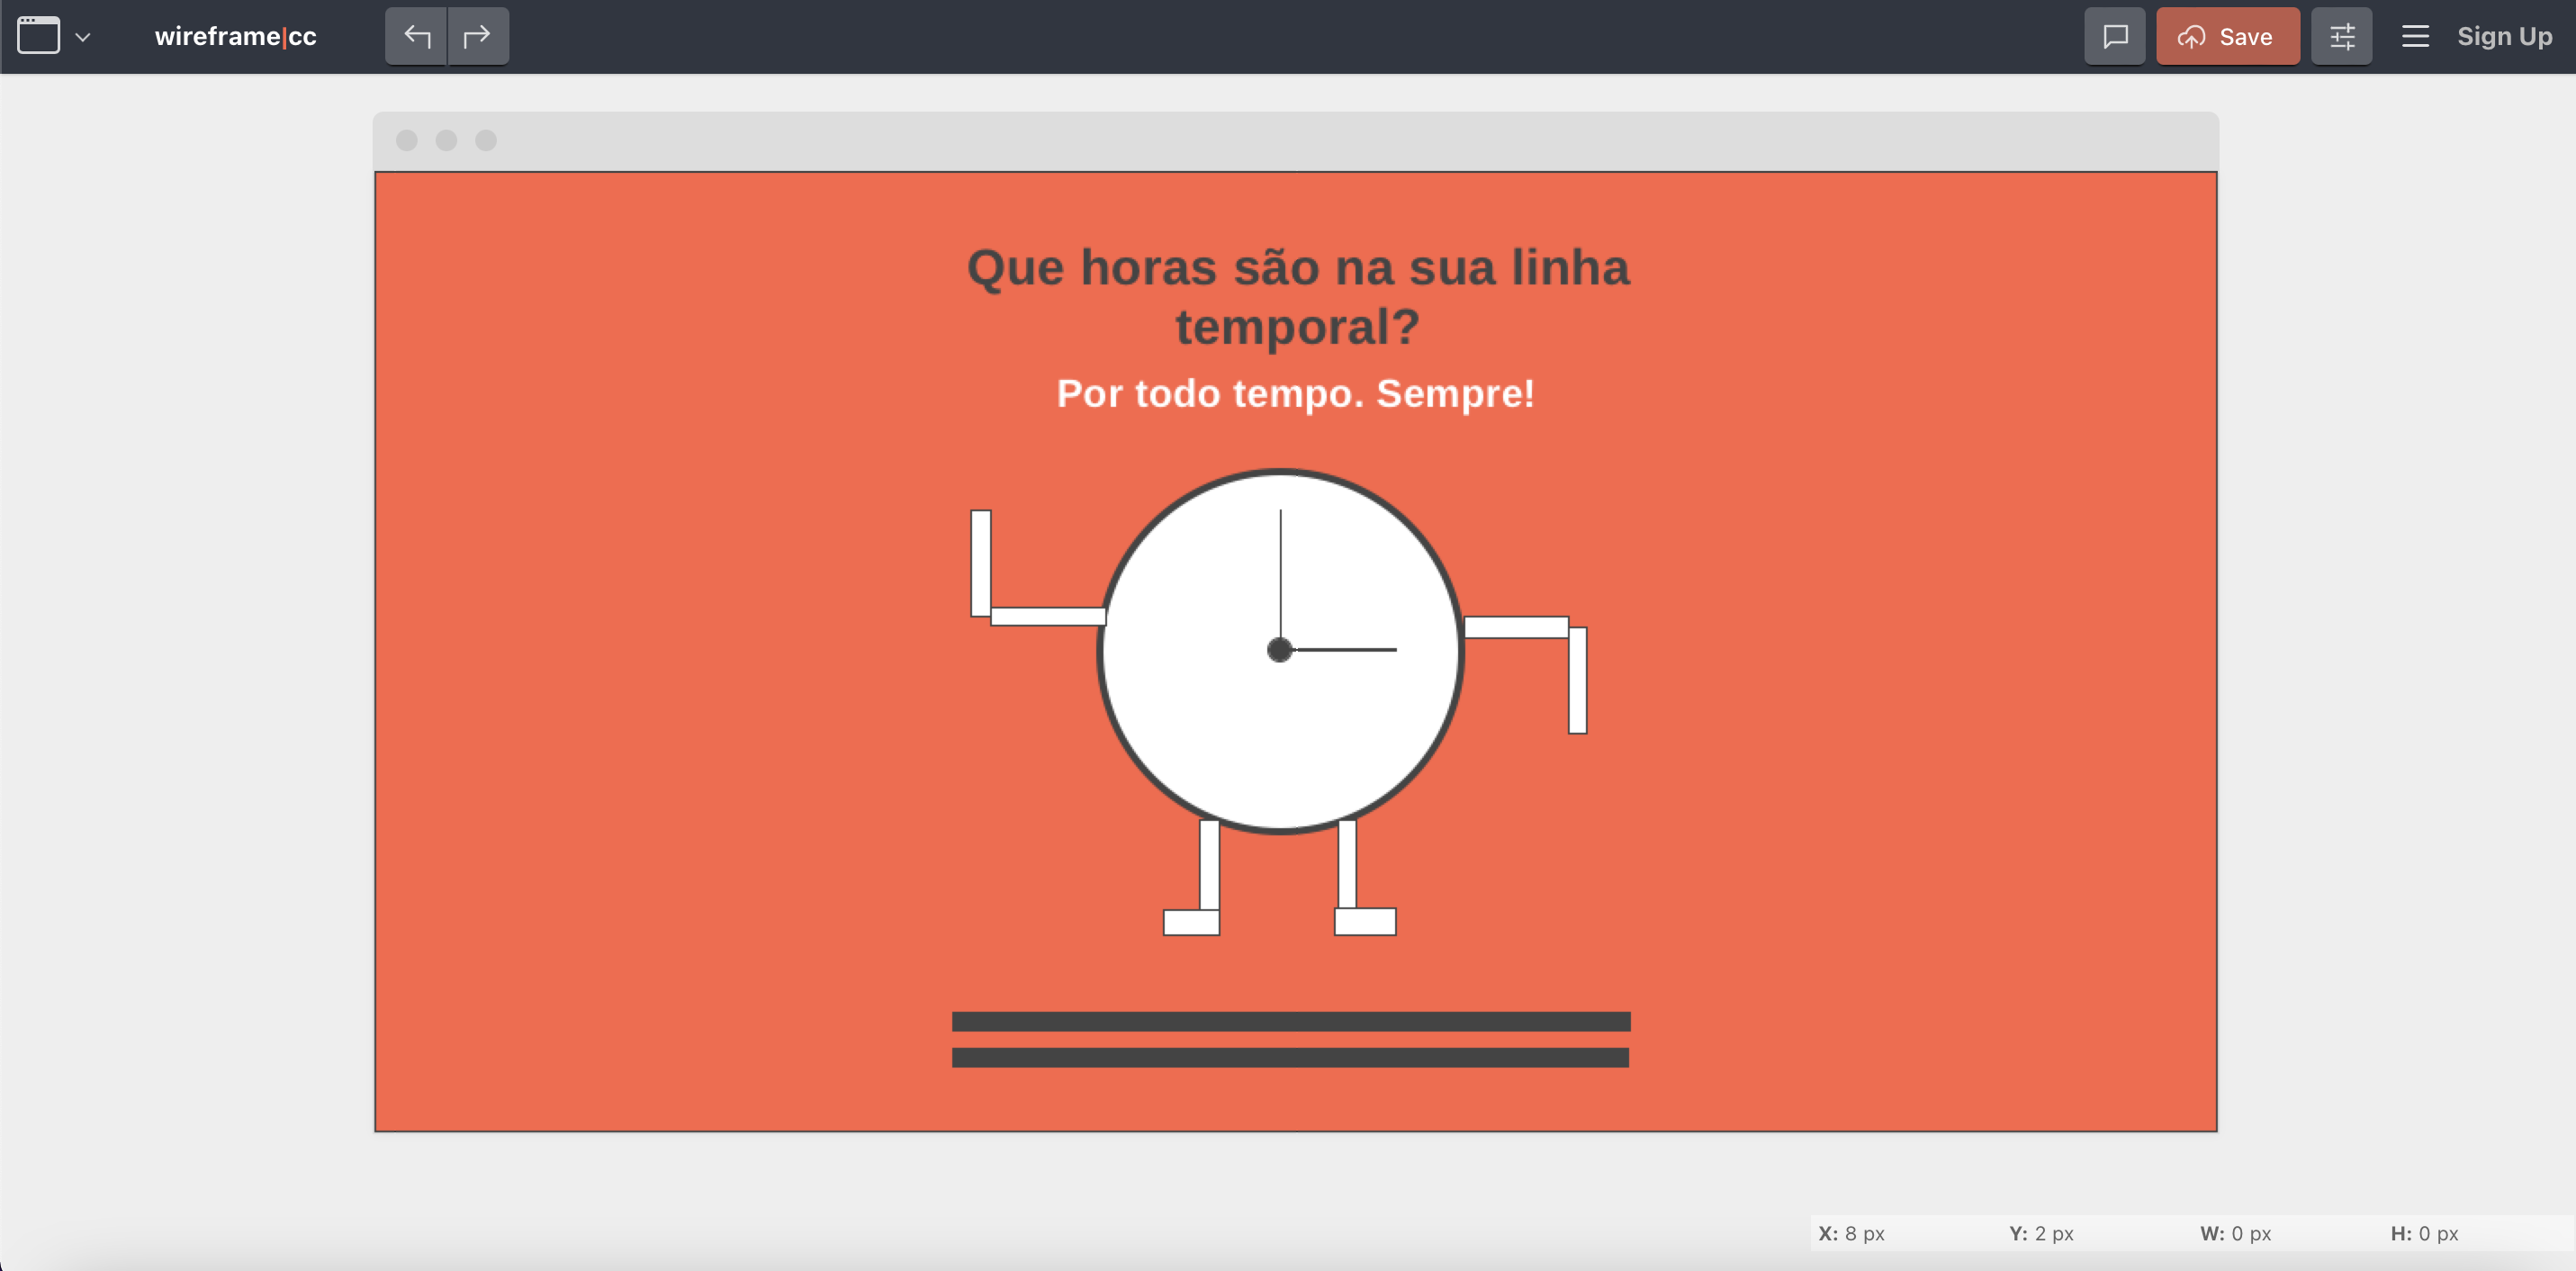 wireframe|cc
Save
Sign Up
Que horas são na sua linha
temporal?
Por todo tempo. Sempre!
X: 8 px Y: 2 px W: 0 px H: 0 px